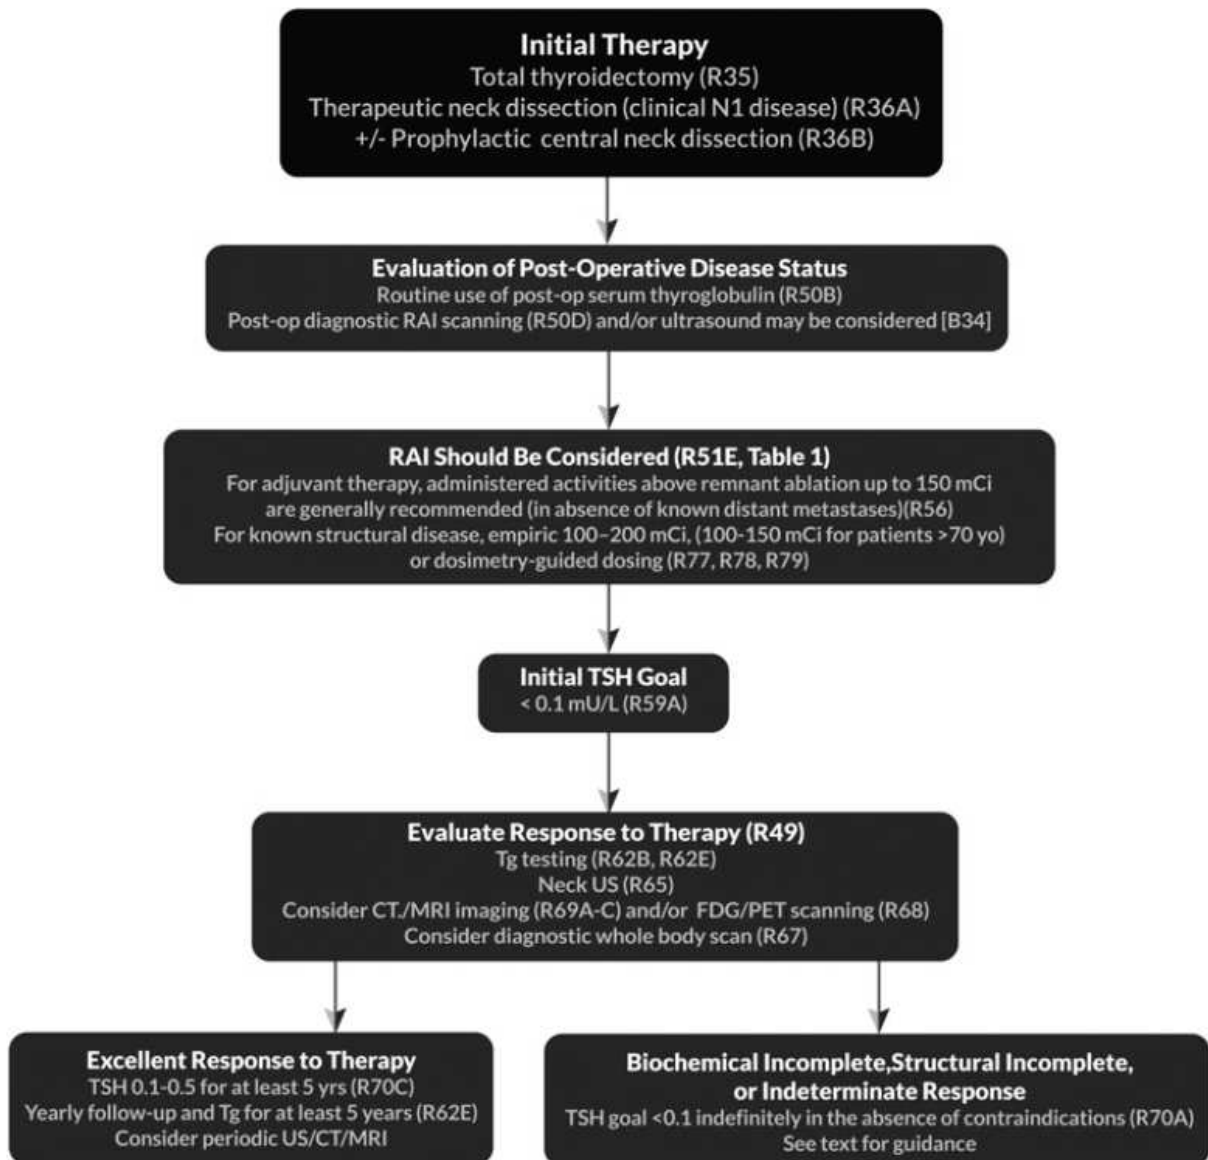 Initial Therapy
Total thyroidectomy (R35)
Therapeutic neck dissection (clinical N1 disease) (R36A)
+/- Prophylactic central neck dissection (R36B)
Evaluation of Post-Operative Disease Status
Routine use of post-op serum thyroglobulin (R50B)
Post-op diagnostic RAI scanning (R50D) and/or ultrasound may be considered [B34]
RAI Should Be Considered (R51E, Table 1)
For adjuvant therapy, administered activities above remnant ablation up to 150 mCi
are generally recommended (in absence of known distant metastases)(R56)
For known structural disease, empiric 100–200 mCi, (100-150 mCi for patients >70 yo)
or dosimetry-guided dosing (R77, R78, R79)
Initial TSH Goal
< 0.1 mU/L (R59A)
Evaluate Response to Therapy (R49)
Tg testing (R62B, R62E)
Neck US (R65)
Consider CT./MRI imaging (R69A-C) and/or FDG/PET scanning (R68)
Consider diagnostic whole body scan (R67)
Excellent Response to Therapy
TSH 0.1-0.5 for at least 5 yrs (R70C)
Yearly follow-up and Tg for at least 5 years (R62E)
Consider periodic US/CT/MRI
Biochemical Incomplete,Structural Incomplete,
or Indeterminate Response
TSH goal <0.1 indefinitely in the absence of contraindications (R70A)
See text for guidance